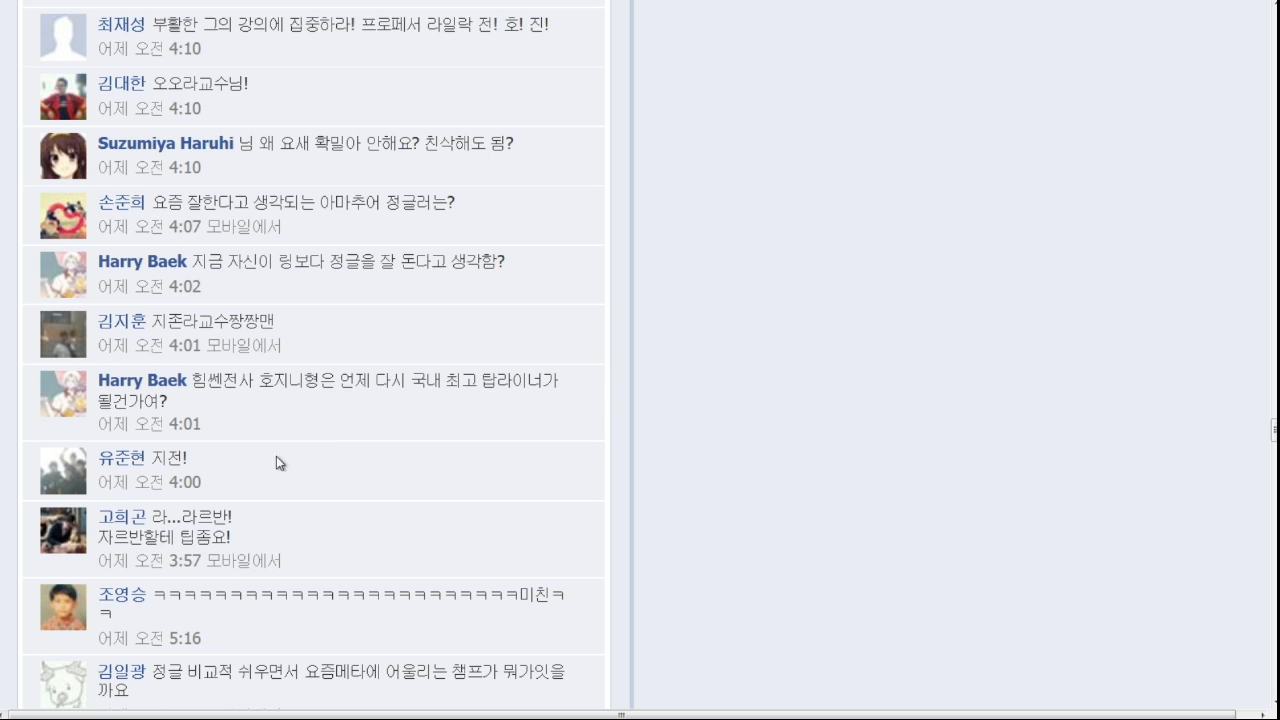 최재성 부활한 그의 강의에 집중하라! 프로페서 라일락 전! 호! 진!
어제 오전 4:10
김대한 오오라교수님!
어제 오전 4:10
Suzumiya Haruhi 님 왜 요새 확밀아 안해요? 친삭해도 됨?
어제 오전 4:10
손준희 요즘 잘한다고 생각되는 아마추어 정글러는?
어제 오전 4:07 모바일에서
Harry Baek 지금 자신이 링보다 정글을 잘 돈다고 생각함?
어제 오전 4:02
김지훈 지존라교수짱짱맨
어제 오전 4:01 모바일에서
Harry Baek 힘쎈전사 호지니형은 언제 다시 국내 최고 탑라이너가
될건가여?
어제 오전 4:01
유준현 지전!
어제 오전 4:00
고희곤 라...라르반!
자르반할테 팁좀요!
어제 오전 3:57 모바일에서
조영승 ㅋㅋㅋㅋㅋㅋㅋㅋㅋㅋㅋㅋㅋㅋㅋㅋㅋㅋㅋㅋㅋㅋㅋㅋ미친ㅋ
ㅋ
어제 오전 5:16
김일광 정글 비교적 쉬우면서 요즘메타에 어울리는 챔프가 뭐가잇을
까요